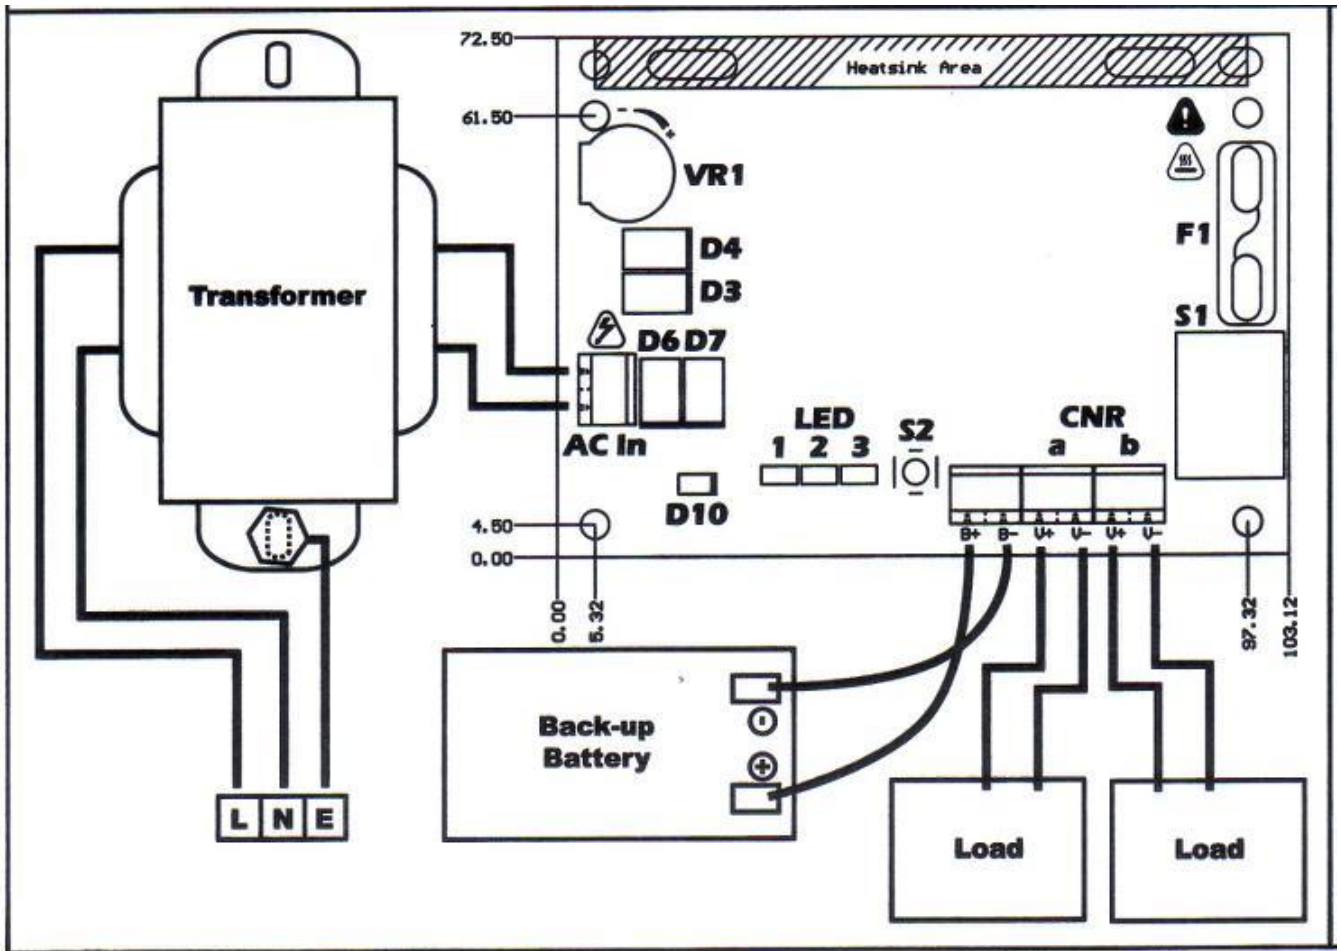 72.50
Heatsink Area
61.50
- +
VR1
D4
F1
D3
Transformer
S1
D6 D7
LED
CNR
1 2 3
S2
a b
AC In
D10
4.50
B+ B- V+ V- V+ V-
0.00
0.00
5.32
97.32
103.12
Back-up
Battery
-
+
L N E
Load
Load